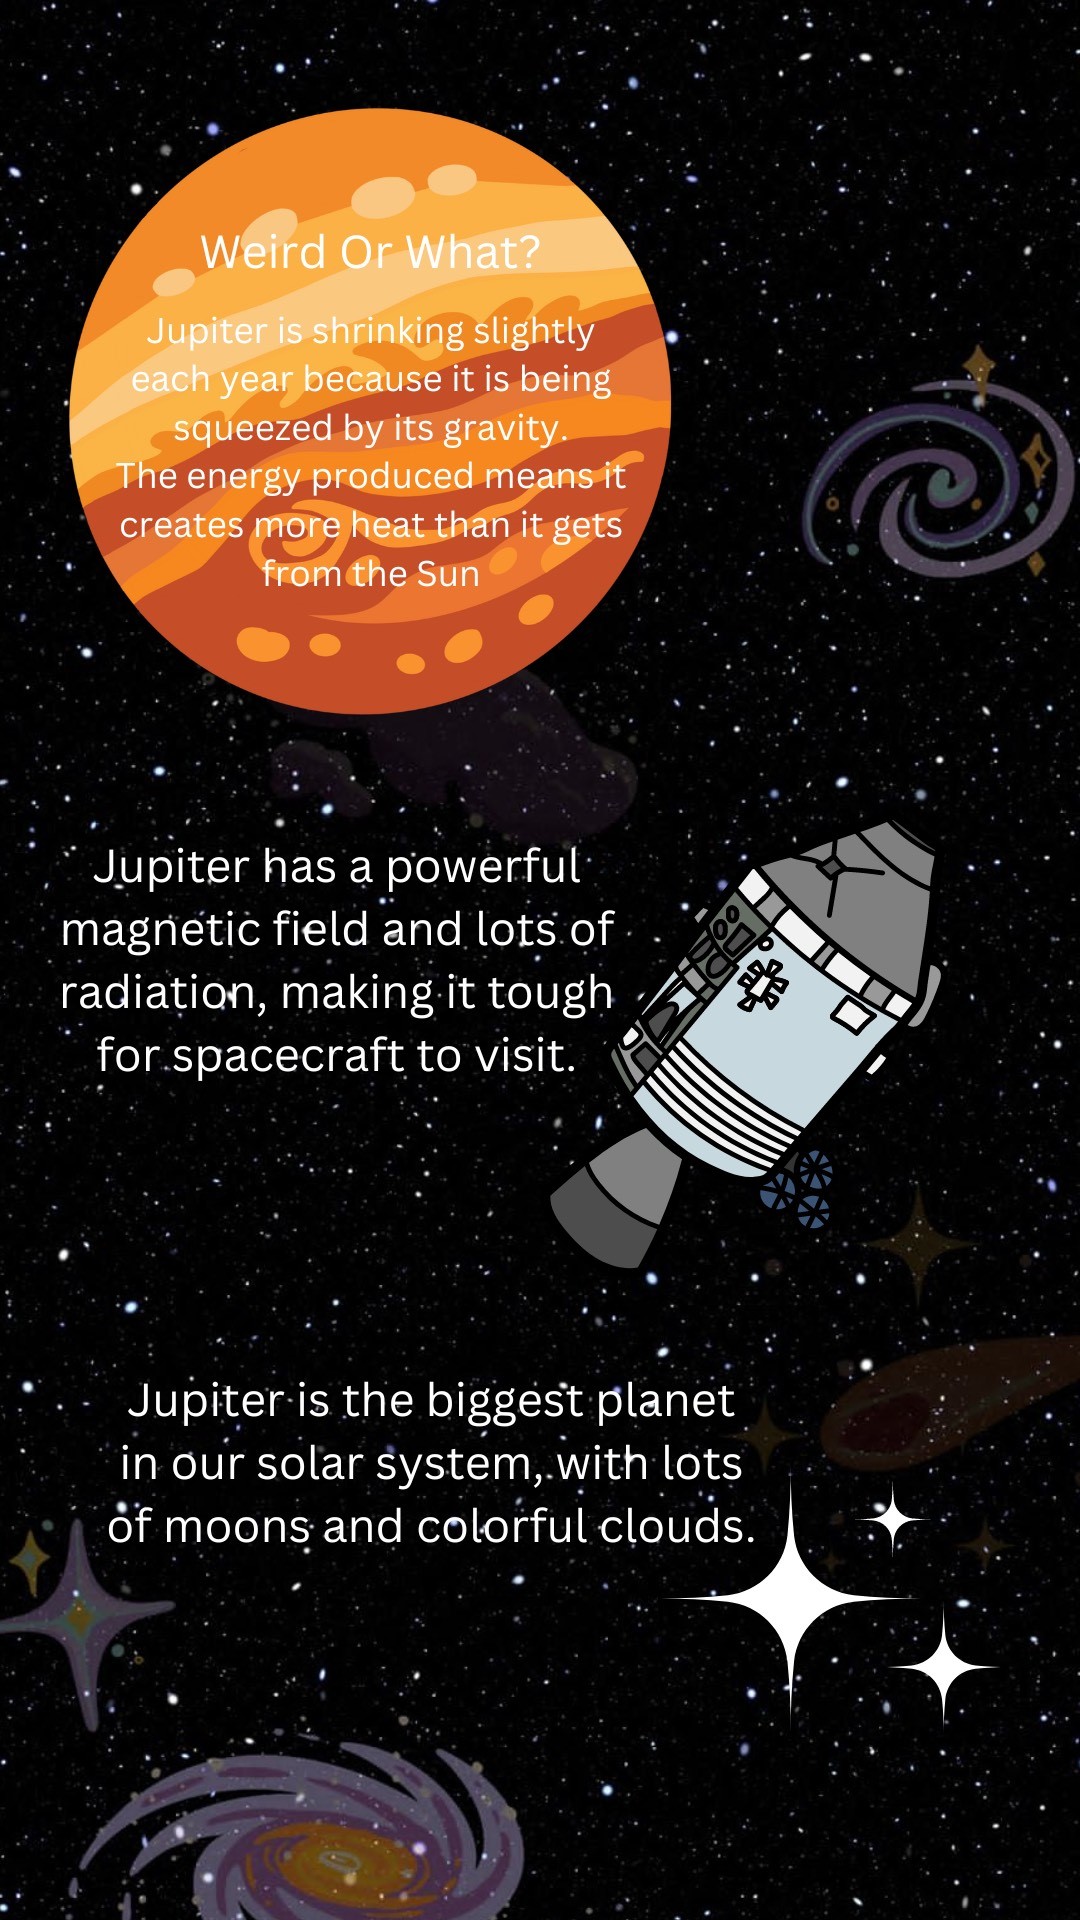 Weird Or What?
Jupiter is shrinking slightly
each year because it is being
squeezed by its gravity.
The energy produced means it
creates more heat than it gets
from the Sun
Jupiter has a powerful
magnetic field and lots of
radiation, making it tough
for spacecraft to visit.
Jupiter is the biggest planet
in our solar system, with lots
of moons and colorful clouds.